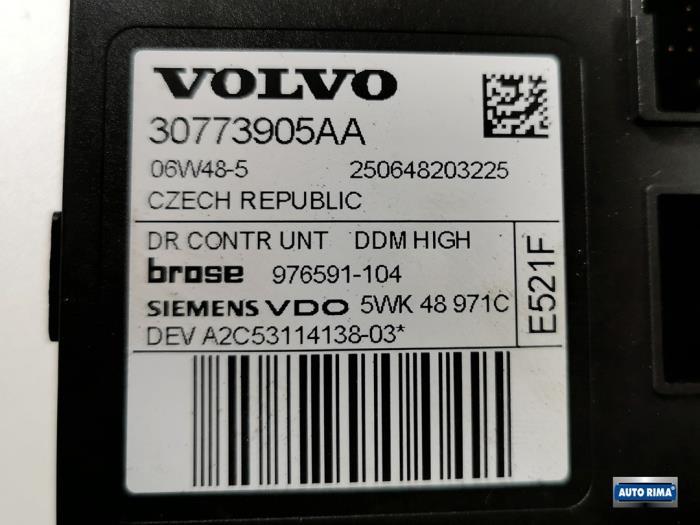 VOLVO
30773905AA
06W48-5 250648203225
CZECH REPUBLIC
DR CONTR UNT DDM HIGH
brose 976591-104
SIEMENS VDO 5WK 48 971C
DEV A2C53114138-03*
E521F
AUTO RIMA